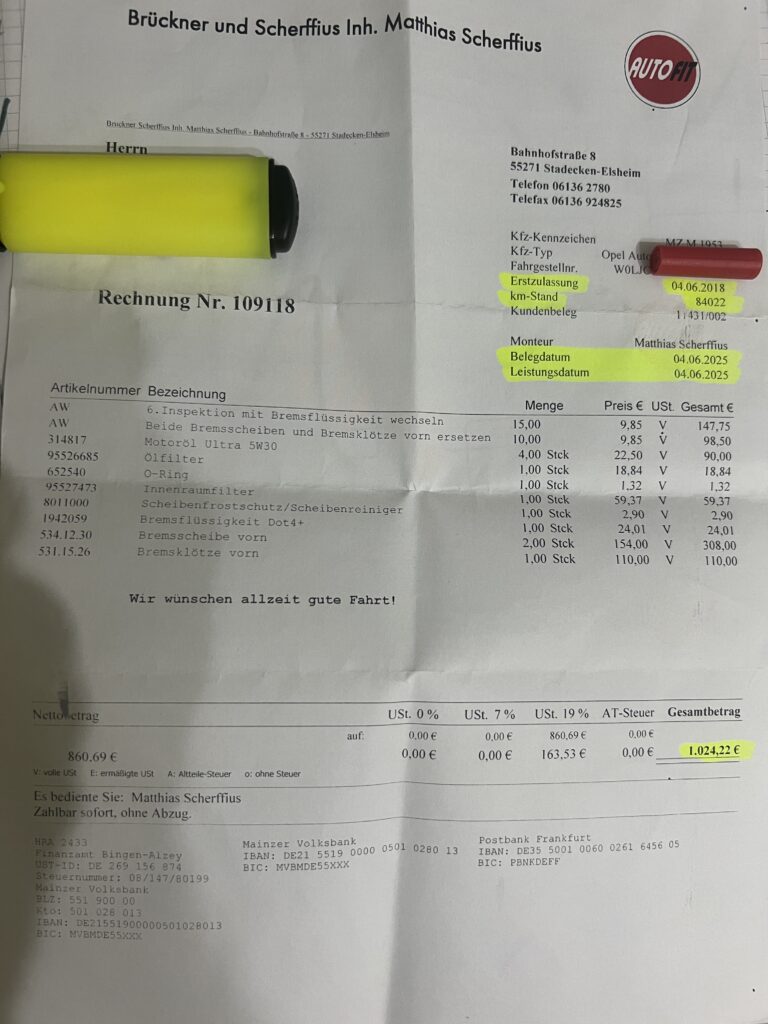 Brückner und Scherffius Inh. Matthias Scherffius
AUTOFIT
Brückner Scherffius Inh. Matthias Scherffius - Bahnhofstraße 8 - 55271 Stadecken-Elsheim
Herrn
Bahnhofstraße 8
55271 Stadecken-Elsheim
Telefon 06136 2780
Telefax 06136 924825
Kfz-Kennzeichen MZ-M 1953
Kfz-Typ Opel Auto
Fahrgestellnr. W0LJC
Erstzulassung 04.06.2018
km-Stand 84022
Kundenbeleg 1/431/002
Rechnung Nr. 109118
Monteur Matthias Scherffius
Belegdatum 04.06.2025
Leistungsdatum 04.06.2025
Artikelnummer Bezeichnung Menge Preis € USt. Gesamt €
AW 6.Inspektion mit Bremsflüssigkeit wechseln 15,00 9,85 V 147,75
AW Beide Bremsscheiben und Bremsklötze vorn ersetzen 10,00 9,85 V 98,50
314817 Motoröl Ultra 5W30 4,00 Stck 22,50 V 90,00
95526685 Ölfilter 1,00 Stck 18,84 V 18,84
652540 O-Ring 1,00 Stck 1,32 V 1,32
95527473 Innenraumfilter 1,00 Stck 59,37 V 59,37
8011000 Scheibenfrostschutz/Scheibenreiniger 1,00 Stck 2,90 V 2,90
1942059 Bremsflüssigkeit Dot4+ 1,00 Stck 24,01 V 24,01
534.12.30 Bremsscheibe vorn 2,00 Stck 154,00 V 308,00
531.15.26 Bremsklötze vorn 1,00 Stck 110,00 V 110,00
Wir wünschen allzeit gute Fahrt!
Nettobetrag USt. 0 % USt. 7 % USt. 19 % AT-Steuer Gesamtbetrag
auf: 0,00 € 0,00 € 860,69 € 0,00 €
860,69 € 0,00 € 0,00 € 163,53 € 0,00 € 1.024,22 €
V: volle USt E: ermäßigte USt A: Altteile-Steuer o: ohne Steuer
Es bediente Sie: Matthias Scherffius
Zahlbar sofort, ohne Abzug.
HRA 2433
Finanzamt Bingen-Alzey
UST-ID: DE 269 156 874
Steuernummer: 08/147/80199
Mainzer Volksbank
BLZ: 551 900 00
Kto: 501 028 013
IBAN: DE21551900000501028013
BIC: MVBMDE55XXX
Mainzer Volksbank
IBAN: DE21 5519 0000 0501 0280 13
BIC: MVBMDE55XXX
Postbank Frankfurt
IBAN: DE35 5001 0060 0261 6456 05
BIC: PBNKDEFF